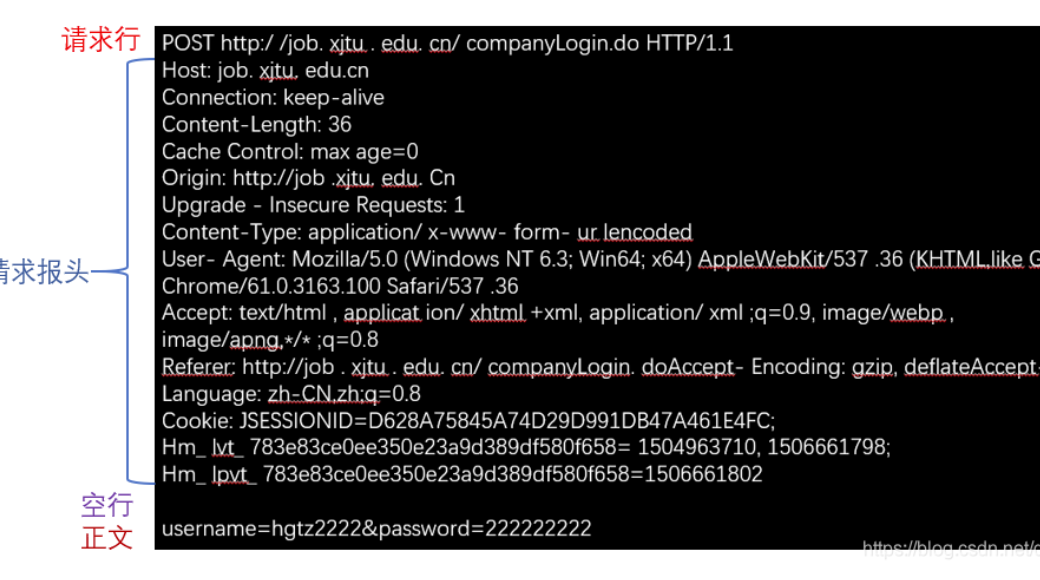 请求行
POST http:/ /job. xjtu . edu. cn/ companyLogin.do HTTP/1.1
Host: job. xjtu. edu.cn
Connection: keep-alive
Content-Length: 36
Cache Control: max age=0
Origin: http://job .xjtu. edu. Cn
Upgrade - Insecure Requests: 1
Content-Type: application/ x-www- form- ur lencoded
User- Agent: Mozilla/5.0 (Windows NT 6.3; Win64; x64) AppleWebKit/537 .36 (KHTML,like G
请求报头
Chrome/61.0.3163.100 Safari/537 .36
Accept: text/html , applicat ion/ xhtml +xml, application/ xml ;q=0.9, image/webp ,
image/apng,*/* ;q=0.8
Referer: http://job . xjtu . edu. cn/ companyLogin. doAccept- Encoding: gzip, deflateAccept-
Language: zh-CN,zh;q=0.8
Cookie: JSESSIONID=D628A75845A74D29D991DB47A461E4FC;
Hm_ lvt_ 783e83ce0ee350e23a9d389df580f658= 1504963710, 1506661798;
Hm_ lpvt_ 783e83ce0ee350e23a9d389df580f658=1506661802
空行
正文
username=hgtz2222&password=222222222
https://blog.csdn.net/